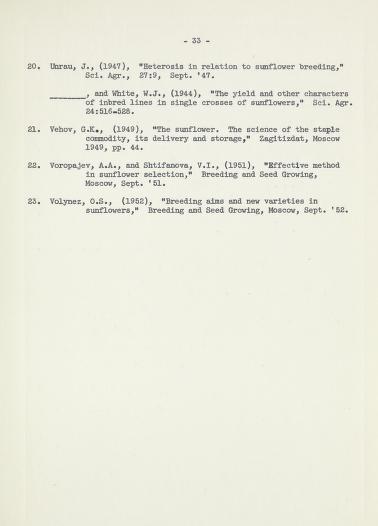 - 33 -
20. Unrau, J., (1947), "Heterosis in relation to sunflower breeding,"
Sci. Agr., 27:9, Sept. '47.
________, and White, W.J., (1944), "The yield and other characters
of inbred lines in single crosses of sunflowers," Sci. Agr.
24:516-528.
21. Vehov, G.K., (1949), "The sunflower. The science of the staple
commodity, its delivery and storage," Zagitizdat, Moscow
1949, pp. 44.
22. Voropajev, A.A., and Shtifanova, V.I., (1951), "Effective method
in sunflower selection," Breeding and Seed Growing,
Moscow, Sept. '51.
23. Volynez, O.S., (1952), "Breeding aims and new varieties in
sunflowers," Breeding and Seed Growing, Moscow, Sept. '52.